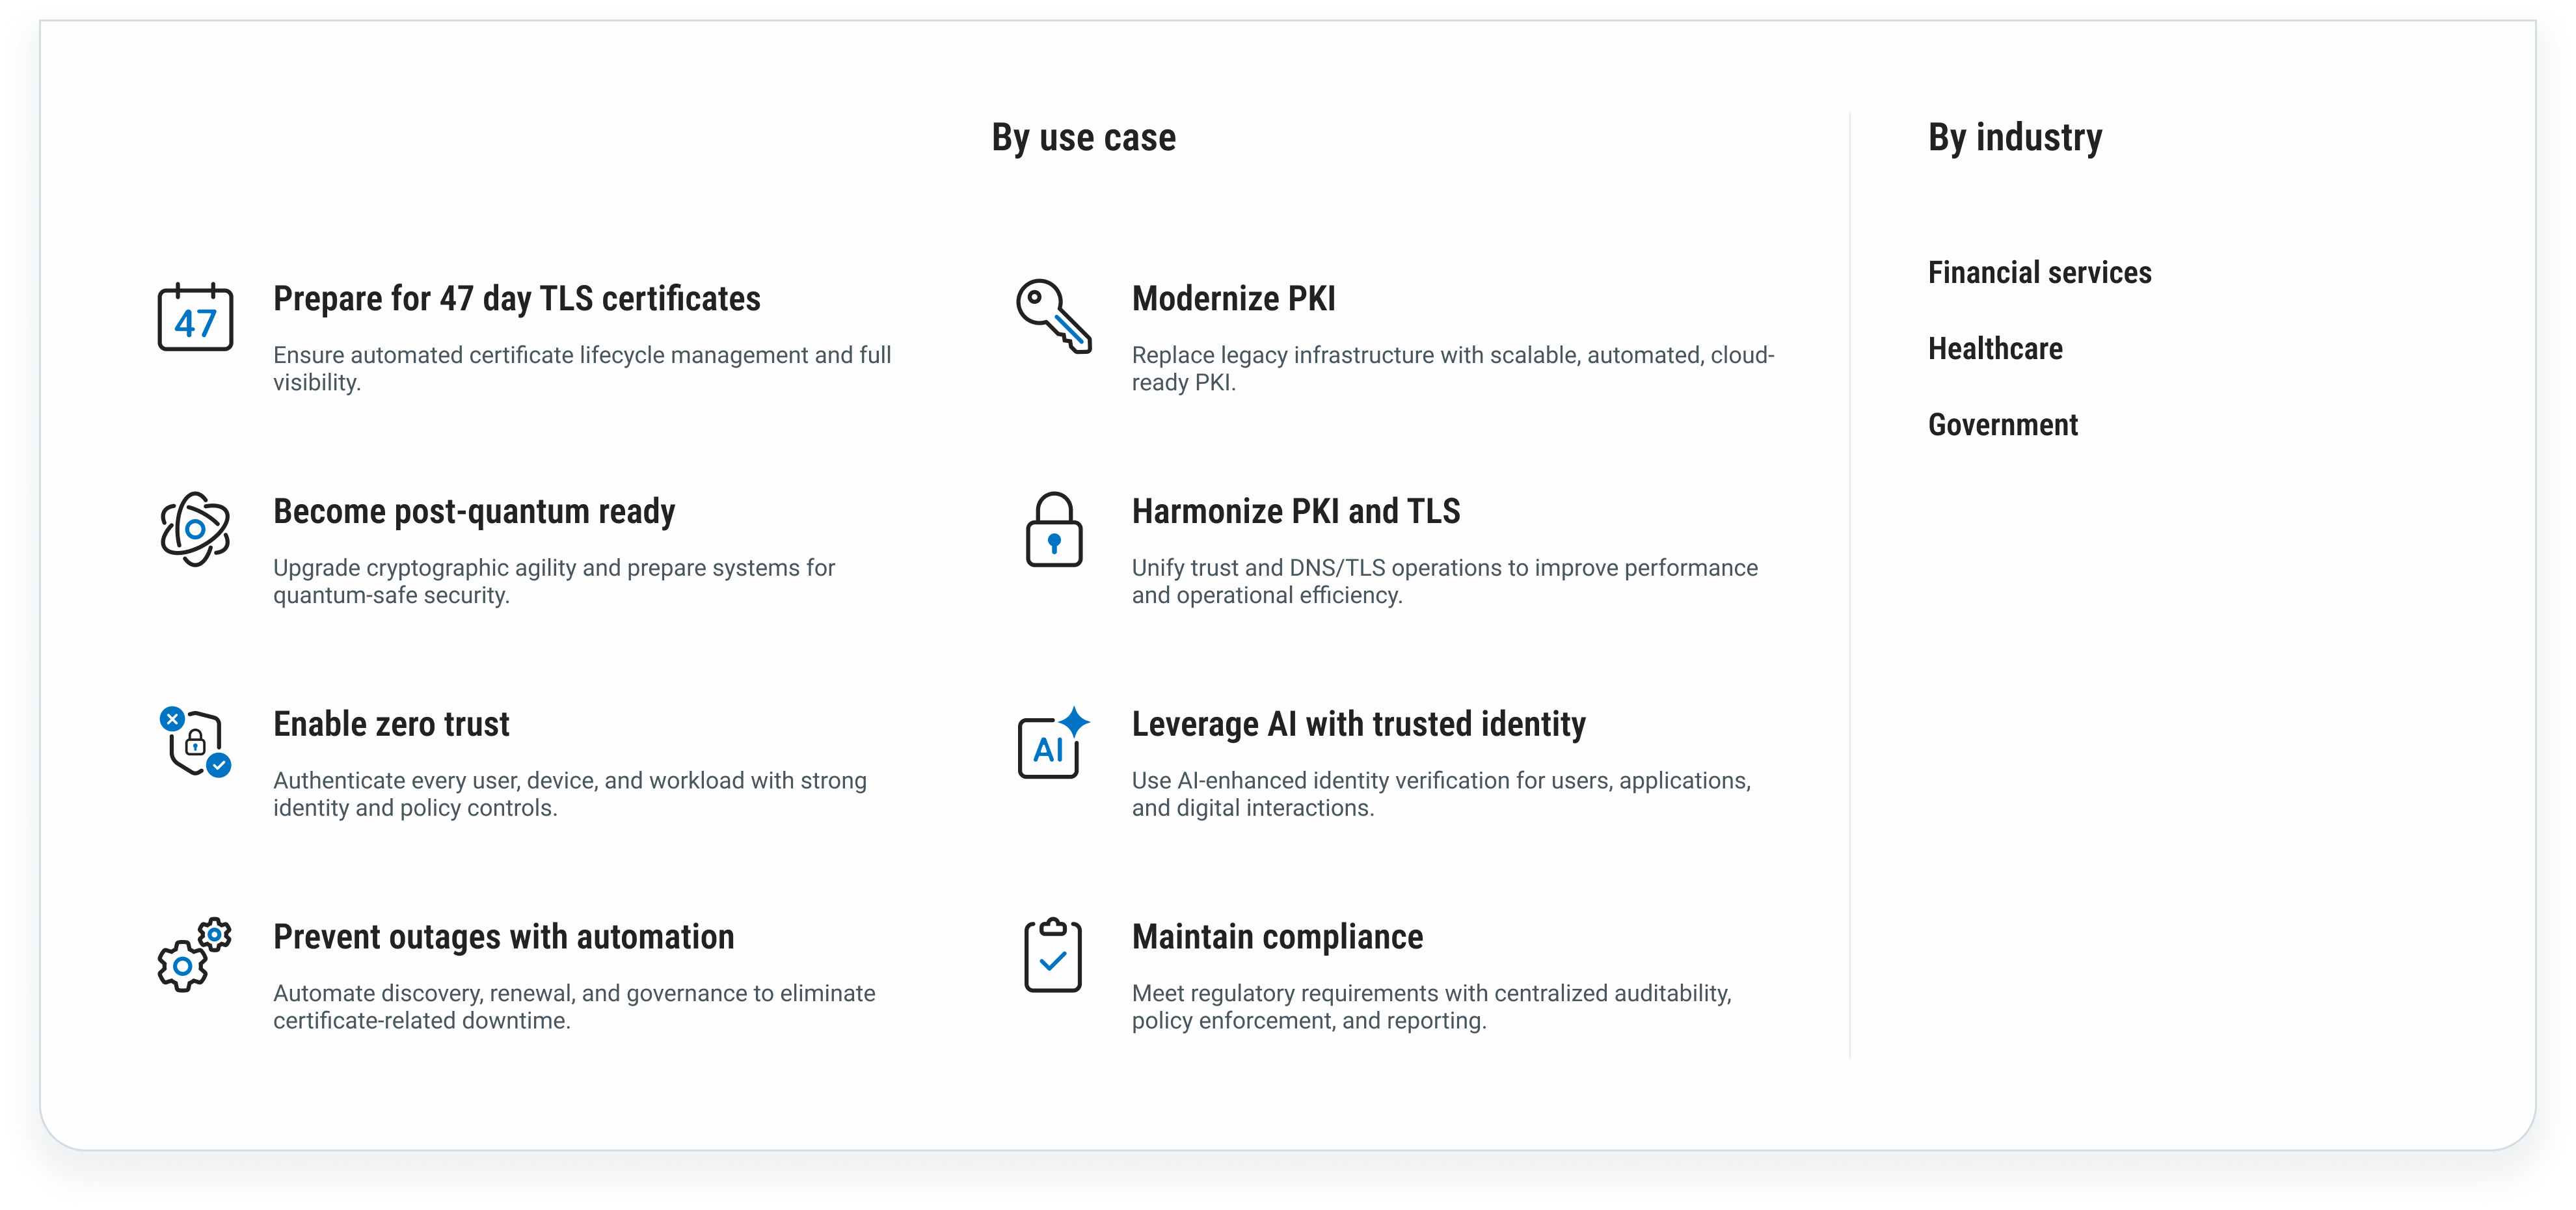 By use case
47
Prepare for 47 day TLS certificates
Ensure automated certificate lifecycle management and full
visibility.
Modernize PKI
Replace legacy infrastructure with scalable, automated, cloud-
ready PKI.
Become post-quantum ready
Upgrade cryptographic agility and prepare systems for
quantum-safe security.
Harmonize PKI and TLS
Unify trust and DNS/TLS operations to improve performance
and operational efficiency.
Enable zero trust
Authenticate every user, device, and workload with strong
identity and policy controls.
AI
Leverage AI with trusted identity
Use AI-enhanced identity verification for users, applications,
and digital interactions.
Prevent outages with automation
Automate discovery, renewal, and governance to eliminate
certificate-related downtime.
Maintain compliance
Meet regulatory requirements with centralized auditability,
policy enforcement, and reporting.
By industry
Financial services
Healthcare
Government